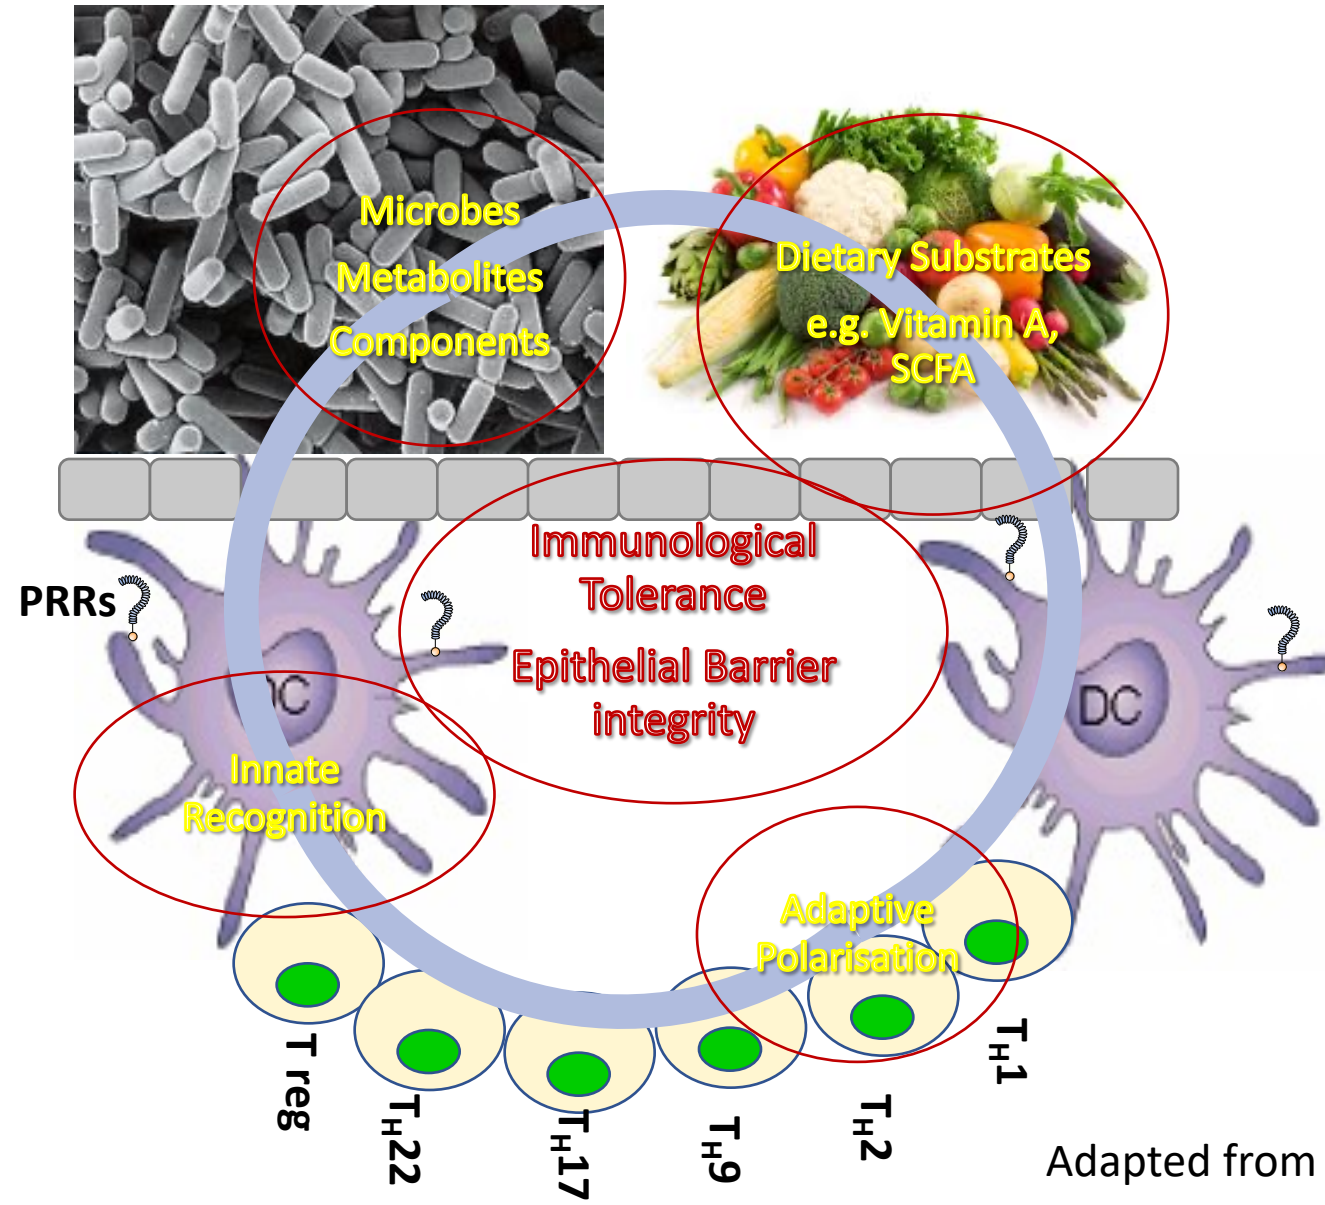 Microbes
Metabolites
Components
Dietary Substrates
e.g. Vitamin A,
SCFA
Immunological
Tolerance
Epithelial Barrier
integrity
PRRs
DC
DC
Innate
Recognition
Adaptive
Polarisation
T reg
TH22
TH17
TH9
TH2
TH1
Adapted from